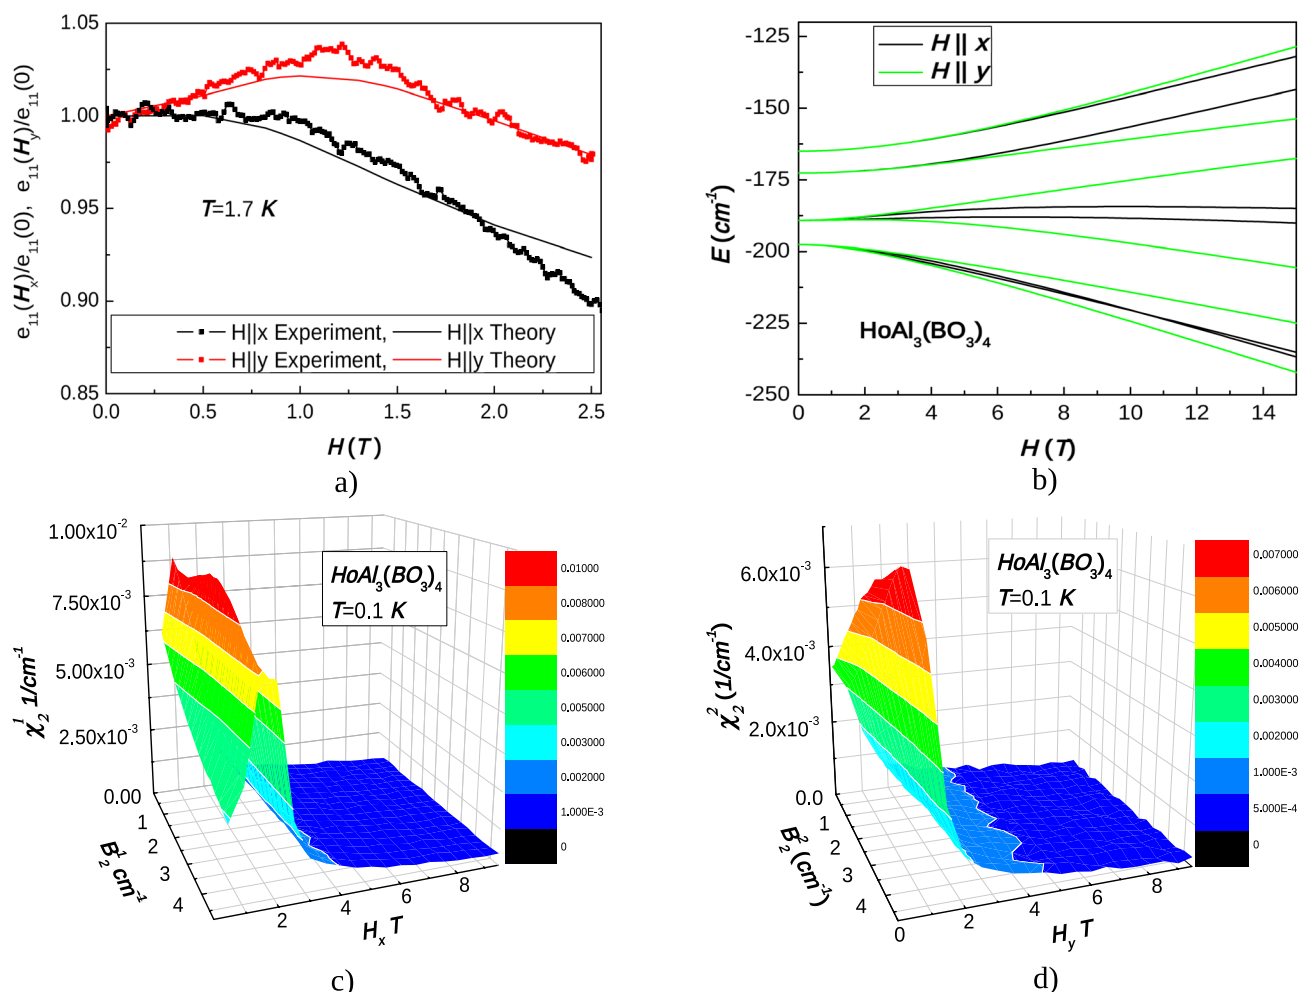 1.05
1.00
0.95
0.90
0.85
e11(Hx)/e11(0), e11(Hy)/e11(0)
T=1.7 K
H||x Experiment, H||x Theory
H||y Experiment, H||y Theory
0.0 0.5 1.0 1.5 2.0 2.5
H (T)
a)
-125
-150
-175
-200
-225
-250
E (cm-1)
H || x
H || y
HoAl3(BO3)4
0 2 4 6 8 10 12 14
H (T)
b)
1.00x10-2
7.50x10-3
5.00x10-3
2.50x10-3
0.00
χ21 1/cm-1
HoAl3(BO3)4
T=0.1 K
0.01000
0.008000
0.007000
0.006000
0.005000
0.003000
0.002000
1.000E-3
0
1
2
3
4
B21 cm-1
2 4 6 8
Hx T
c)
6.0x10-3
4.0x10-3
2.0x10-3
0.0
χ22 (1/cm-1)
HoAl3(BO3)4
T=0.1 K
0.007000
0.006000
0.005000
0.004000
0.003000
0.002000
1.000E-3
5.000E-4
0
1
2
3
4
B22 (cm-1)
0 2 4 6 8
Hy T
d)